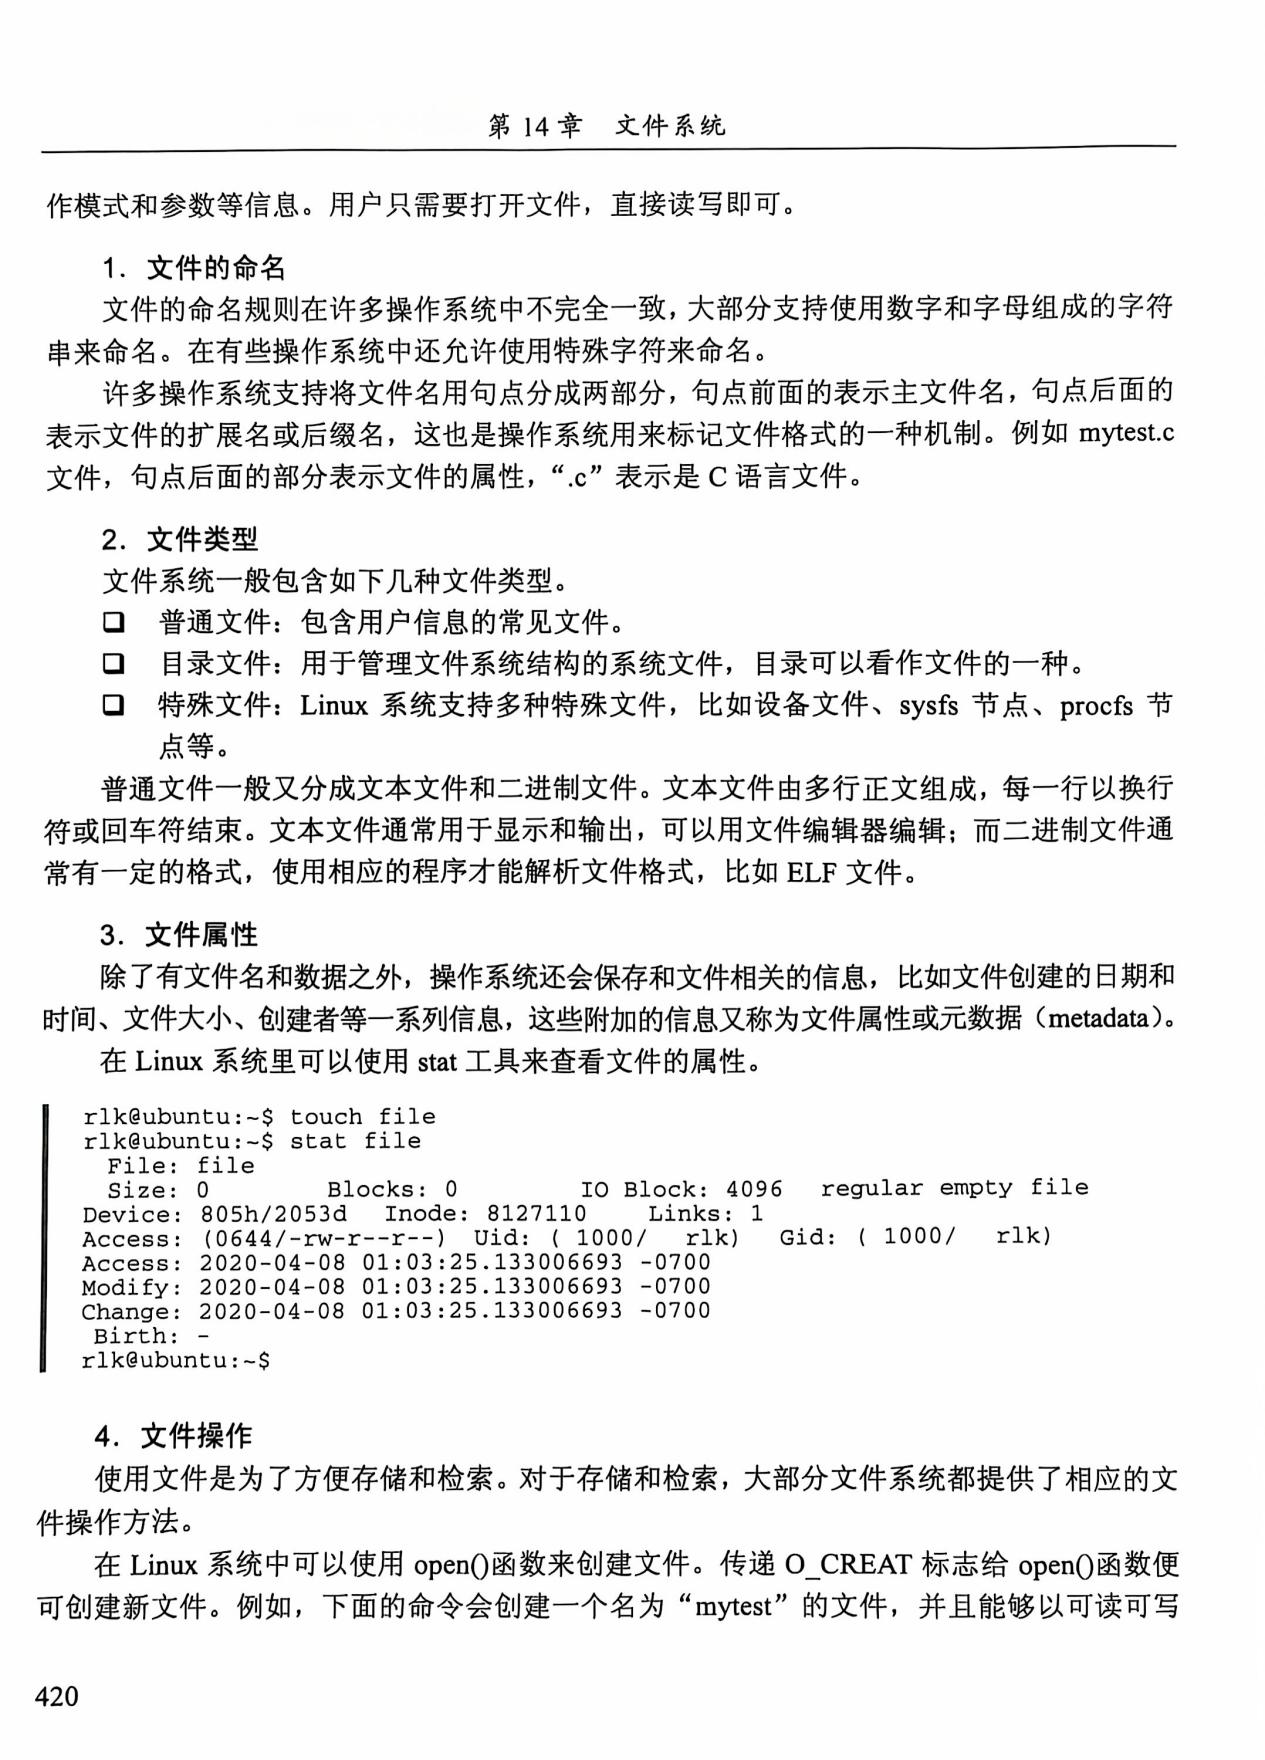 第 14 章　文件系统
作模式和参数等信息。用户只需要打开文件，直接读写即可。
1．文件的命名
文件的命名规则在许多操作系统中不完全一致，大部分支持使用数字和字母组成的字符
串来命名。在有些操作系统中还允许使用特殊字符来命名。
许多操作系统支持将文件名用句点分成两部分，句点前面的表示主文件名，句点后面的
表示文件的扩展名或后缀名，这也是操作系统用来标记文件格式的一种机制。例如 mytest.c
文件，句点后面的部分表示文件的属性，“.c”表示是 C 语言文件。
2．文件类型
文件系统一般包含如下几种文件类型。
❑ 普通文件：包含用户信息的常见文件。
❑ 目录文件：用于管理文件系统结构的系统文件，目录可以看作文件的一种。
❑ 特殊文件：Linux 系统支持多种特殊文件，比如设备文件、sysfs 节点、procfs 节
点等。
普通文件一般又分成文本文件和二进制文件。文本文件由多行正文组成，每一行以换行
符或回车符结束。文本文件通常用于显示和输出，可以用文件编辑器编辑；而二进制文件通
常有一定的格式，使用相应的程序才能解析文件格式，比如 ELF 文件。
3．文件属性
除了有文件名和数据之外，操作系统还会保存和文件相关的信息，比如文件创建的日期和
时间、文件大小、创建者等一系列信息，这些附加的信息又称为文件属性或元数据（metadata）。
在 Linux 系统里可以使用 stat 工具来查看文件的属性。
rlk@ubuntu:~$ touch file
rlk@ubuntu:~$ stat file
  File: file
  Size: 0         Blocks: 0          IO Block: 4096   regular empty file
Device: 805h/2053d   Inode: 8127110     Links: 1
Access: (0644/-rw-r--r--)  Uid: ( 1000/   rlk)   Gid: ( 1000/   rlk)
Access: 2020-04-08 01:03:25.133006693 -0700
Modify: 2020-04-08 01:03:25.133006693 -0700
Change: 2020-04-08 01:03:25.133006693 -0700
 Birth: -
rlk@ubuntu:~$
4．文件操作
使用文件是为了方便存储和检索。对于存储和检索，大部分文件系统都提供了相应的文
件操作方法。
在 Linux 系统中可以使用 open()函数来创建文件。传递 O_CREAT 标志给 open()函数便
可创建新文件。例如，下面的命令会创建一个名为“mytest”的文件，并且能够以可读可写
420